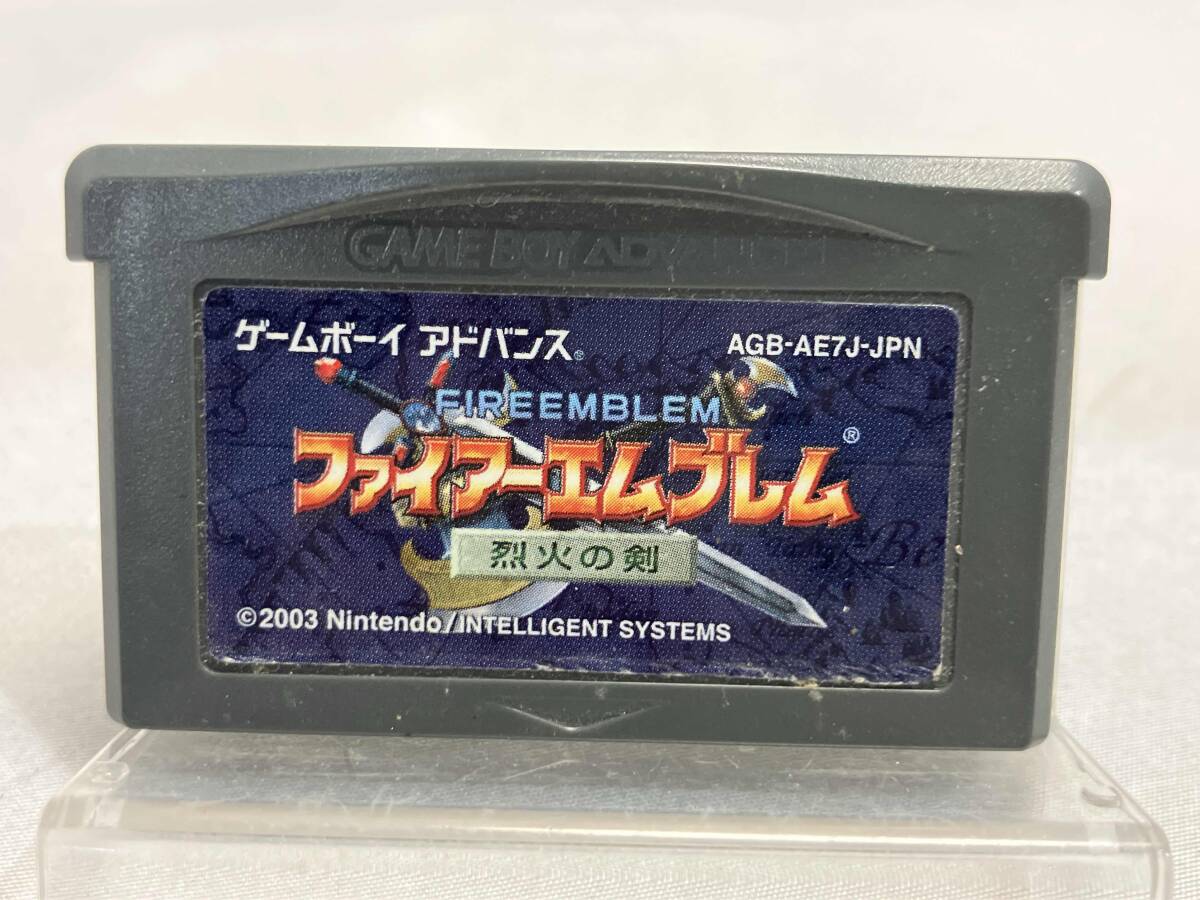 GAME BOY ADVANCE
ゲームボーイ アドバンス®
AGB-AE7J-JPN
FIREEMBLEM
ファイアーエムブレム®
烈火の剣
Be
©2003 Nintendo/INTELLIGENT SYSTEMS